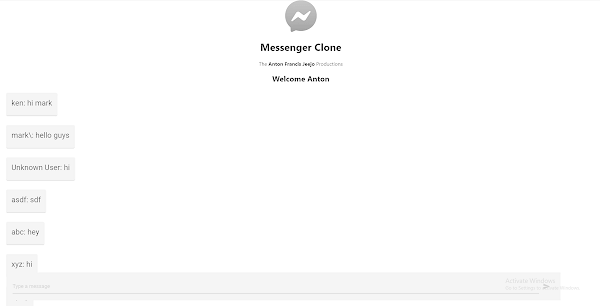 Messenger Clone
The Anton Francis Jeejo Productions
Welcome Anton
ken: hi mark
mark\: hello guys
Unknown User: hi
asdf: sdf
abc: hey
xyz: hi
Type a message
Activate Windows
Go to Settings to activate Windows.